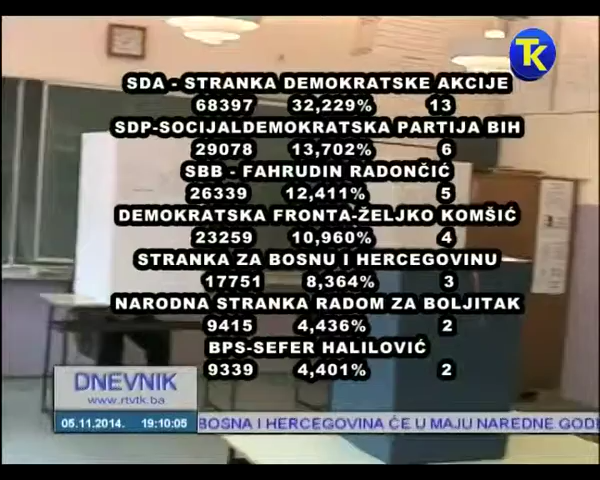 TK
SDA - STRANKA DEMOKRATSKE AKCIJE
68397 32,229% 13
SDP-SOCIJALDEMOKRATSKA PARTIJA BIH
29078 13,702% 6
SBB - FAHRUDIN RADONČIĆ
26339 12,411% 5
DEMOKRATSKA FRONTA-ŽELJKO KOMŠIĆ
23259 10,960% 4
STRANKA ZA BOSNU I HERCEGOVINU
17751 8,364% 3
NARODNA STRANKA RADOM ZA BOLJITAK
9415 4,436% 2
BPS-SEFER HALILOVIĆ
9339 4,401% 2
DNEVNIK
www.rtvtk.ba
05.11.2014. 19:10:05 BOSNA I HERCEGOVINA ĆE U MAJU NAREDNE GODI